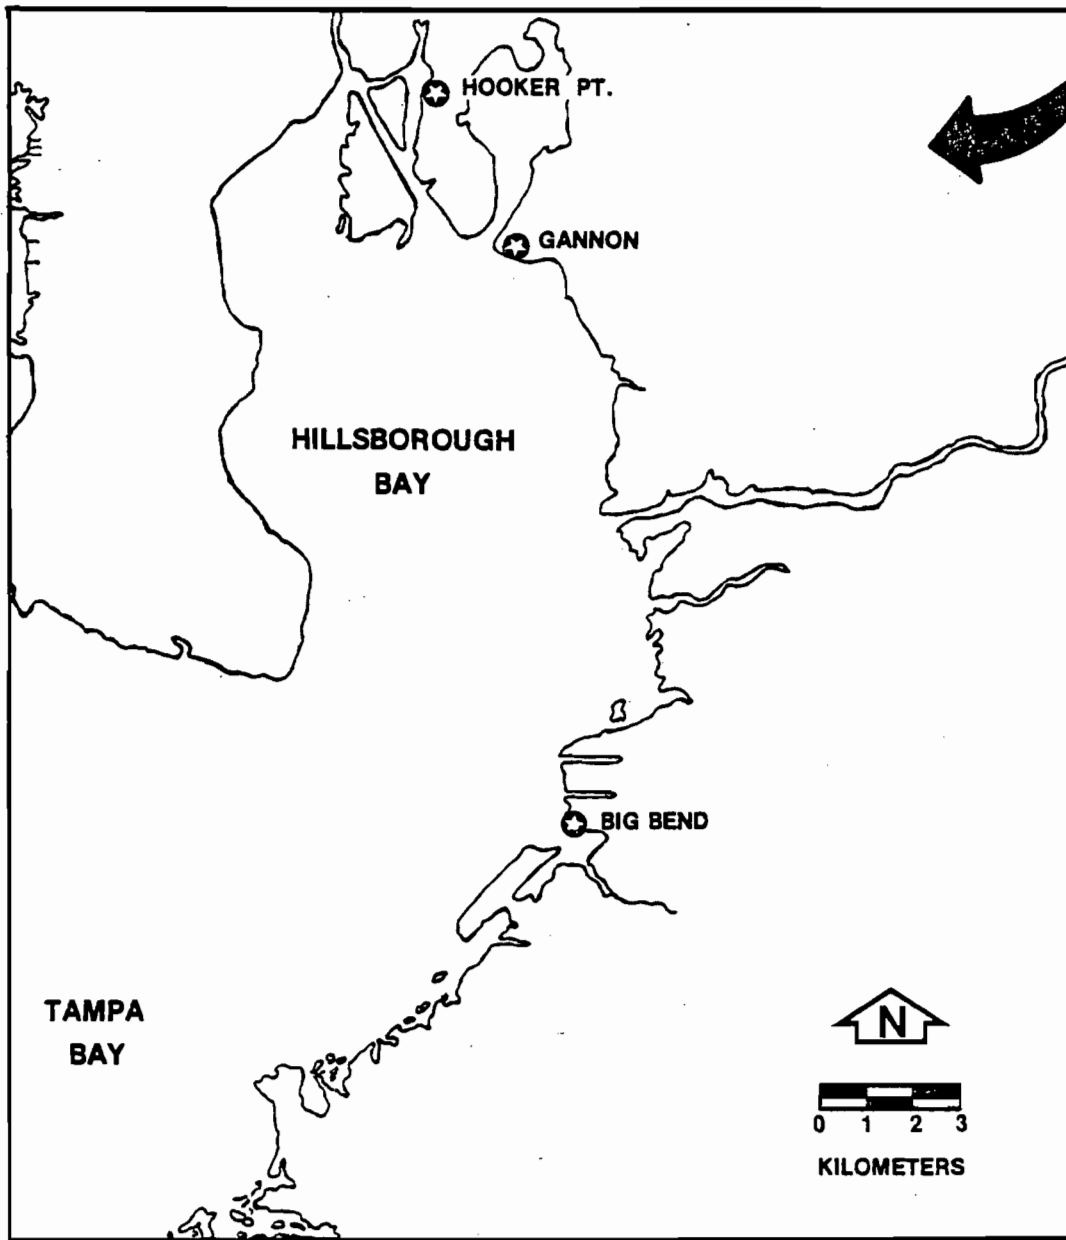 HOOKER PT.
GANNON
HILLSBOROUGH
BAY
BIG BEND
TAMPA
BAY
N
0 1 2 3
KILOMETERS